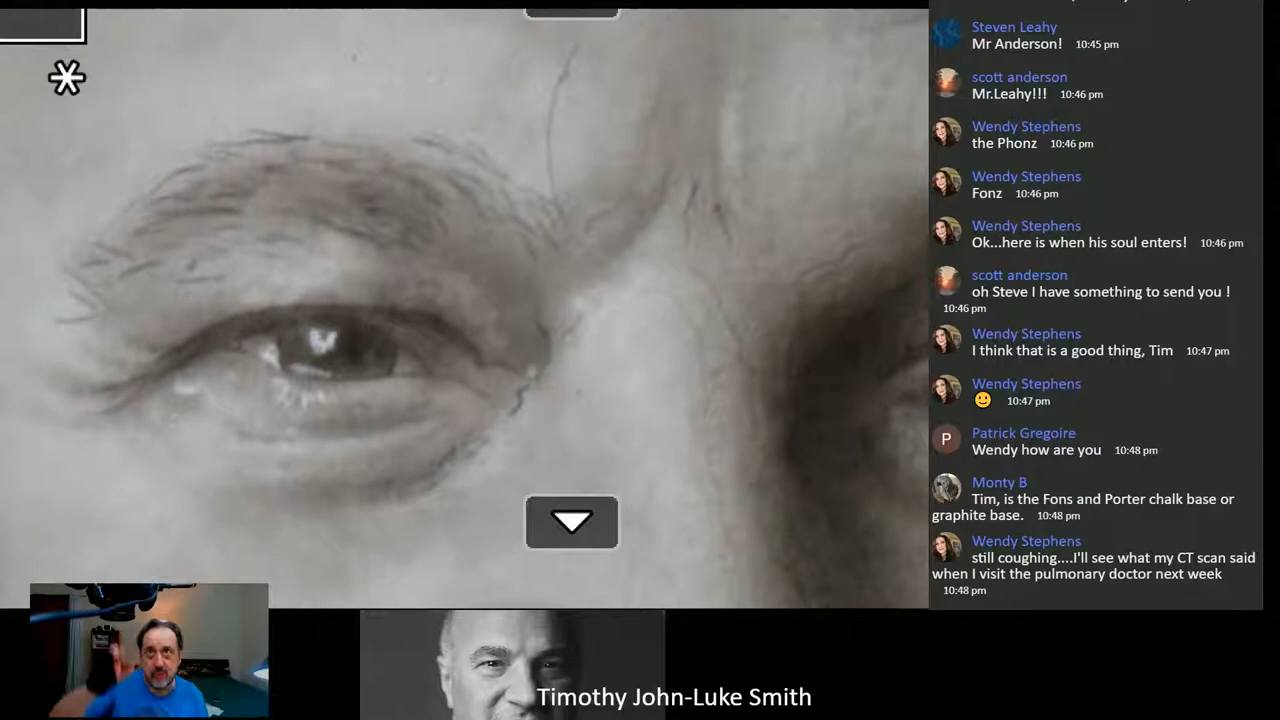 Steven Leahy
Mr Anderson! 10:45 pm
scott anderson
Mr.Leahy!!! 10:46 pm
Wendy Stephens
the Phonz 10:46 pm
Wendy Stephens
Fonz 10:46 pm
Wendy Stephens
Ok...here is when his soul enters! 10:46 pm
scott anderson
oh Steve I have something to send you !
10:46 pm
Wendy Stephens
I think that is a good thing, Tim 10:47 pm
Wendy Stephens
10:47 pm
Patrick Gregoire
P
Wendy how are you 10:48 pm
Monty B
Tim, is the Fons and Porter chalk base or
graphite base. 10:48 pm
Wendy Stephens
still coughing....I'll see what my CT scan said
when I visit the pulmonary doctor next week
10:48 pm
Timothy John-Luke Smith